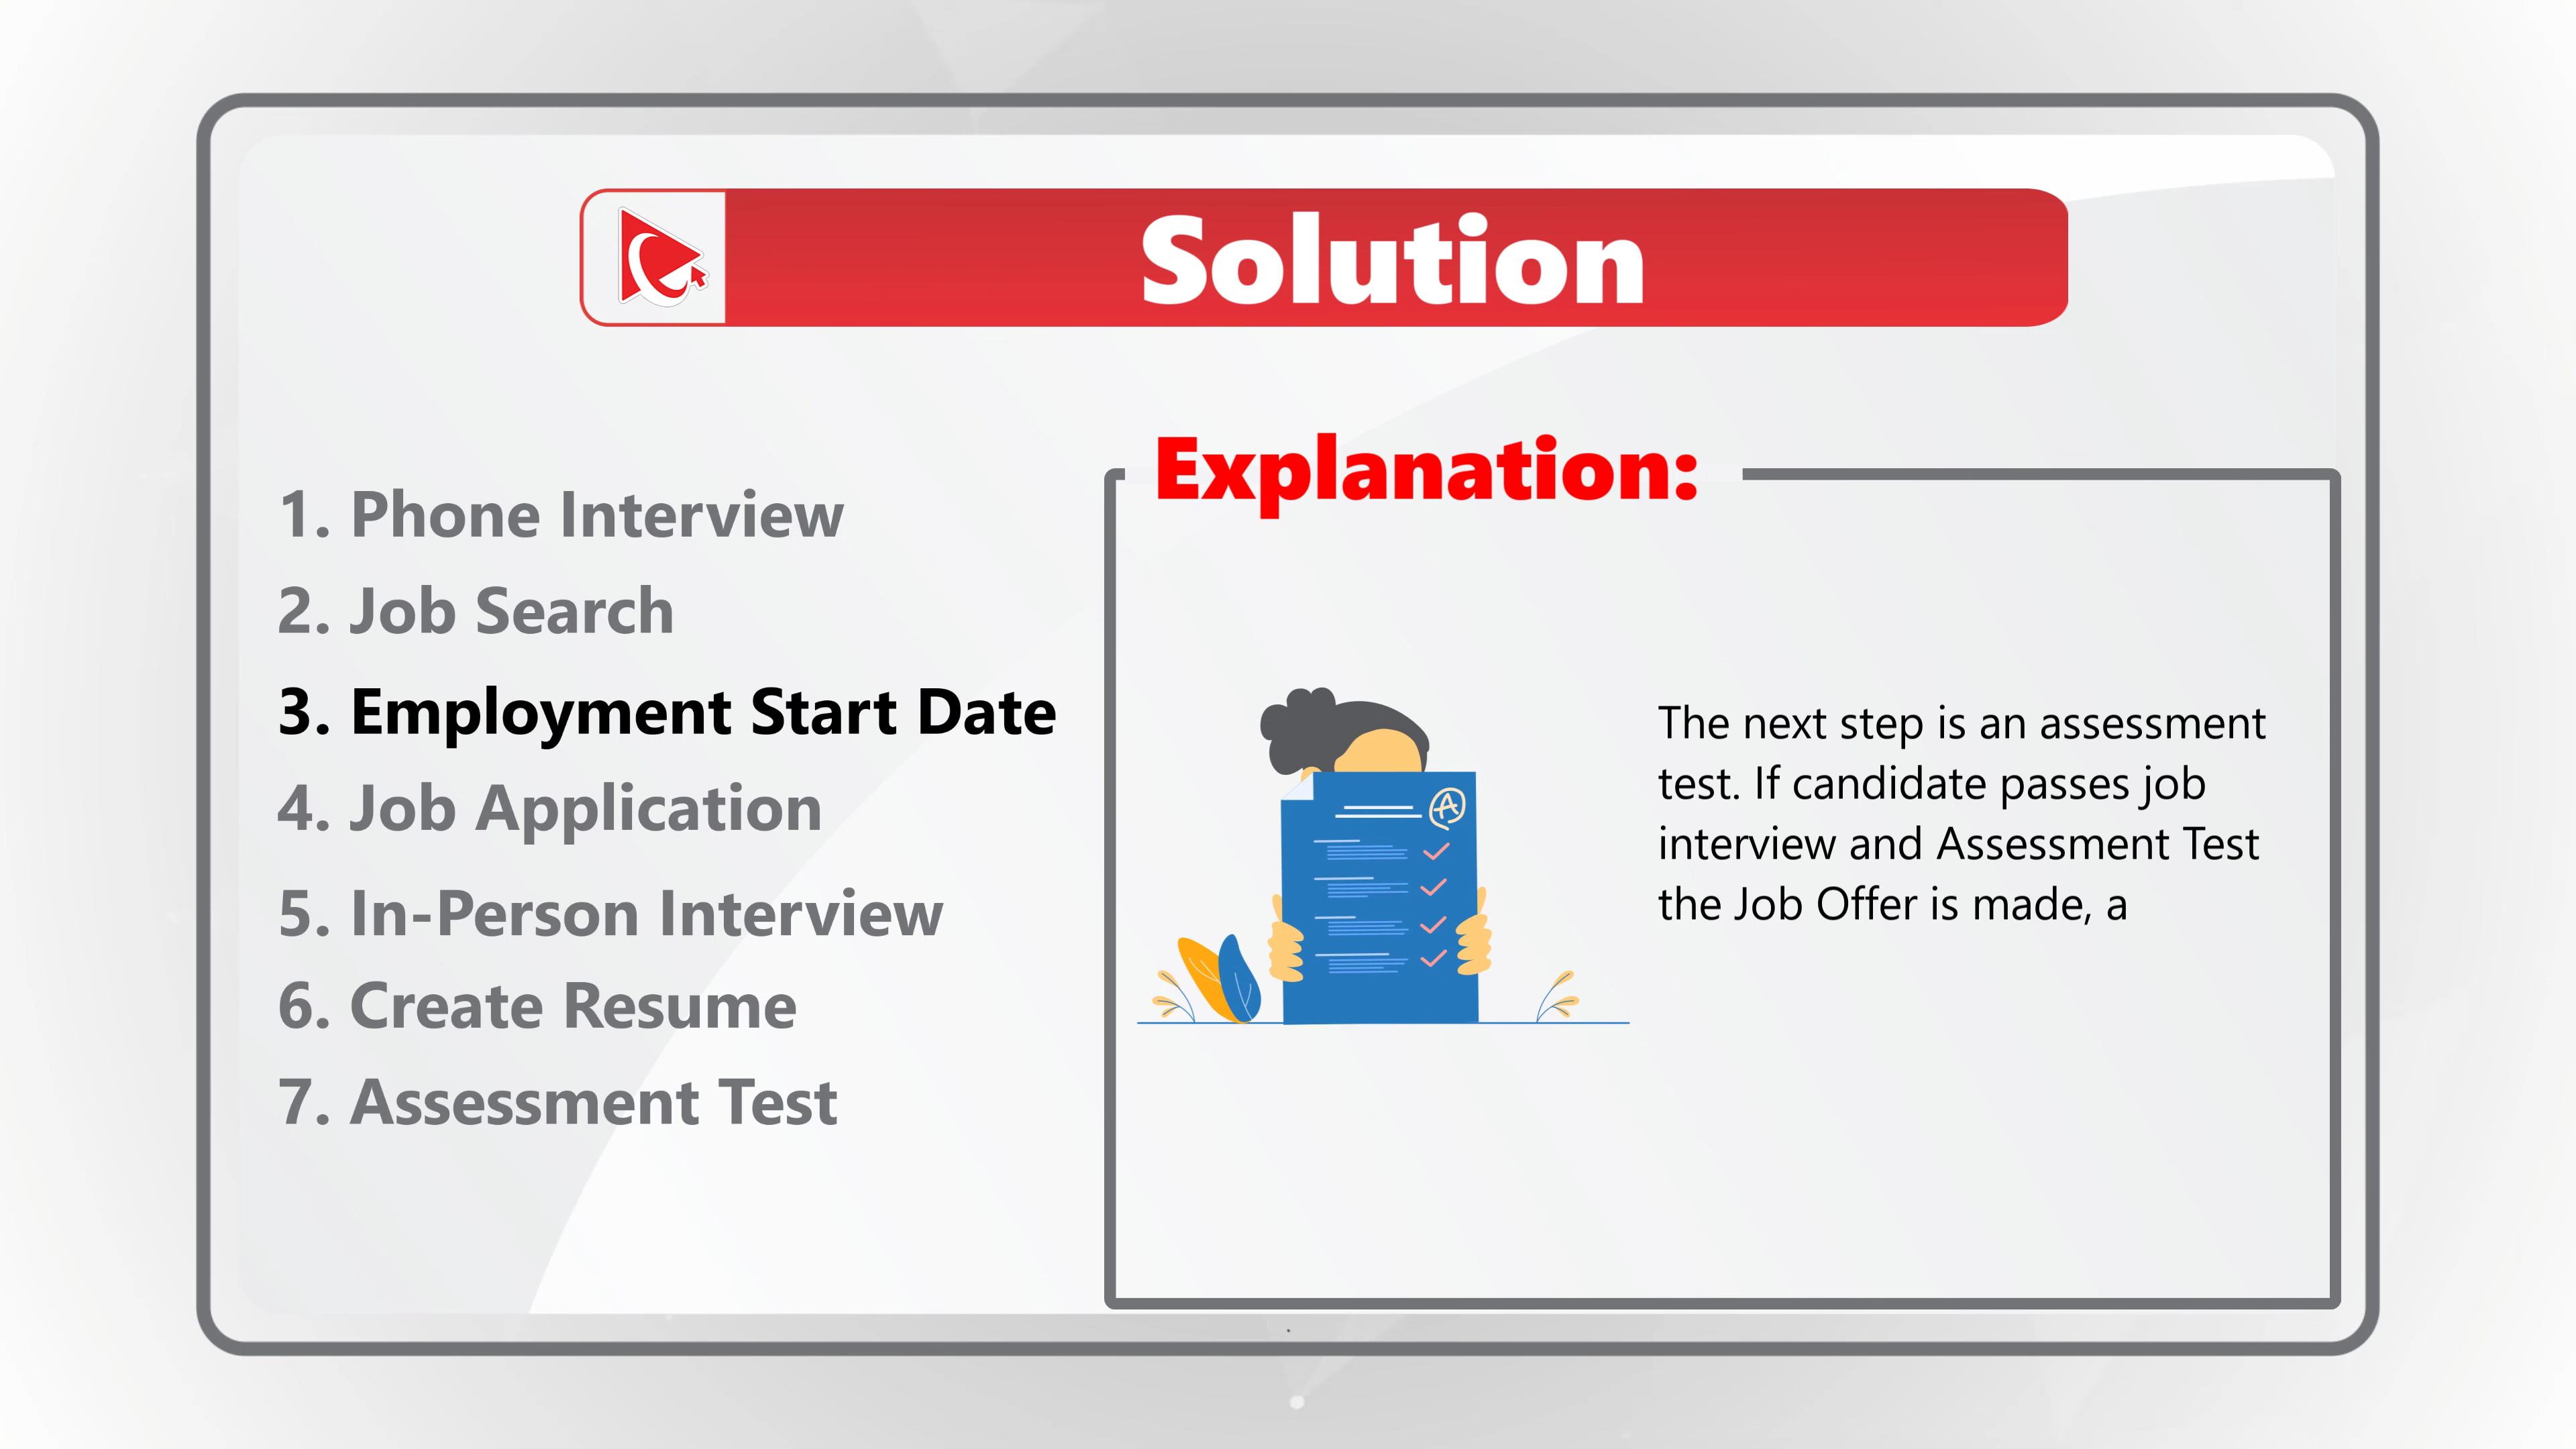 Solution
1. Phone Interview
2. Job Search
3. Employment Start Date
4. Job Application
5. In-Person Interview
6. Create Resume
7. Assessment Test
Explanation:
The next step is an assessment
test. If candidate passes job
interview and Assessment Test
the Job Offer is made, a